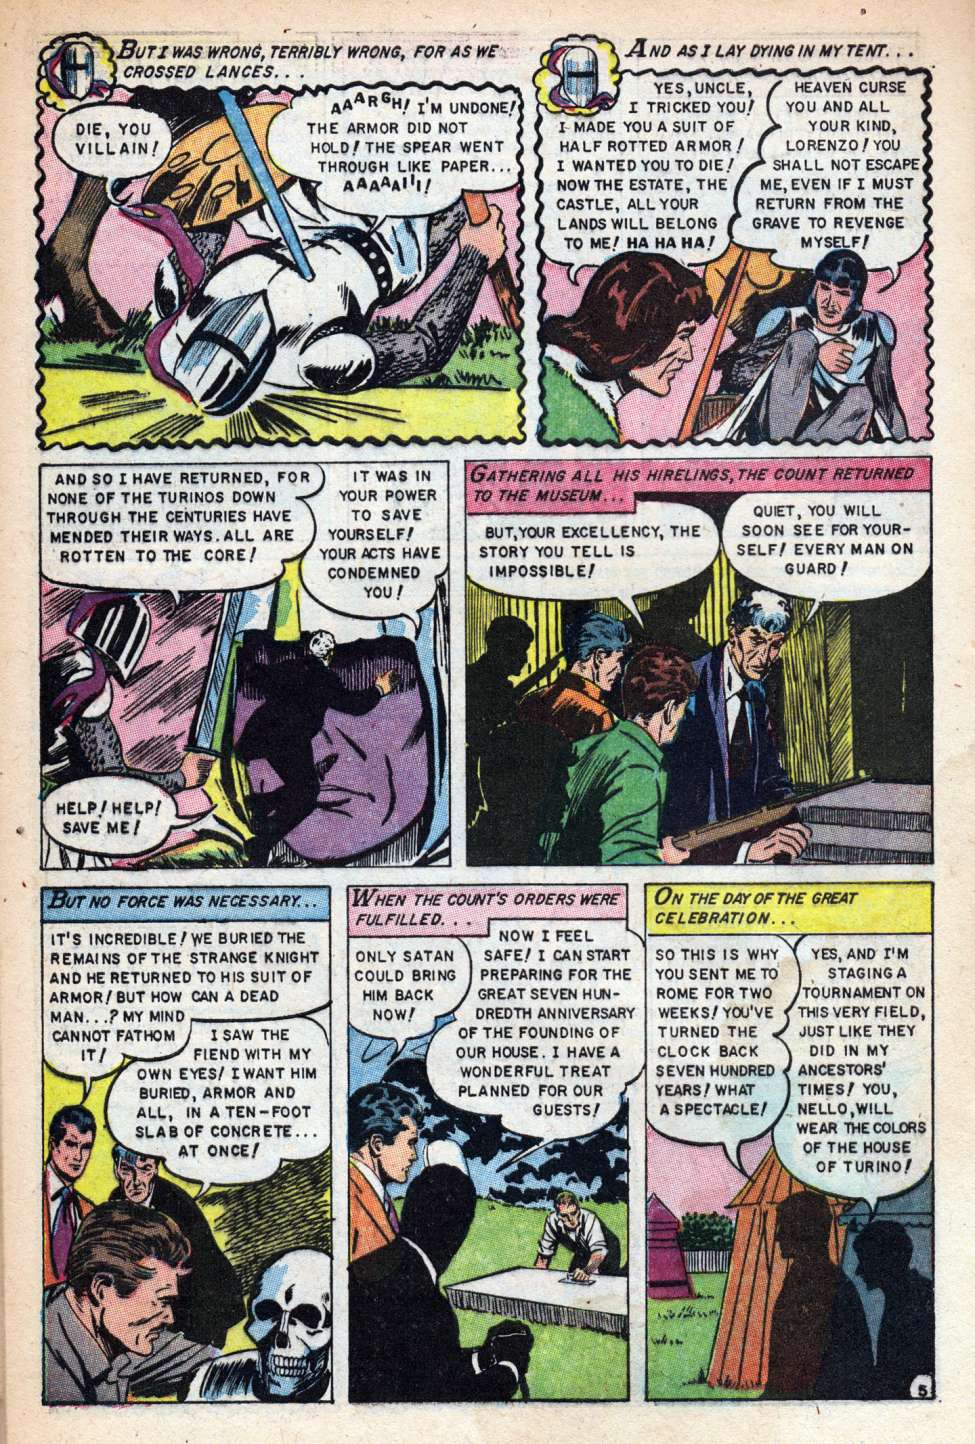 BUT I WAS WRONG, TERRIBLY WRONG, FOR AS WE
CROSSED LANCES...
DIE, YOU
VILLAIN!
AAARGH! I'M UNDONE!
THE ARMOR DID NOT
HOLD! THE SPEAR WENT
THROUGH LIKE PAPER...
AAAAAIII!
AND AS I LAY DYING IN MY TENT...
YES, UNCLE,
I TRICKED YOU!
I MADE YOU A SUIT OF
HALF ROTTED ARMOR!
I WANTED YOU TO DIE!
NOW THE ESTATE, THE
CASTLE, ALL YOUR
LANDS WILL BELONG
TO ME! HA HA HA!
HEAVEN CURSE
YOU AND ALL
YOUR KIND,
LORENZO! YOU
SHALL NOT ESCAPE
ME, EVEN IF I MUST
RETURN FROM THE
GRAVE TO REVENGE
MYSELF!
AND SO I HAVE RETURNED, FOR
NONE OF THE TURINOS DOWN
THROUGH THE CENTURIES HAVE
MENDED THEIR WAYS. ALL ARE
ROTTEN TO THE CORE!
IT WAS IN
YOUR POWER
TO SAVE
YOURSELF!
YOUR ACTS HAVE
CONDEMNED
YOU!
HELP! HELP!
SAVE ME!
GATHERING ALL HIS HIRELINGS, THE COUNT RETURNED
TO THE MUSEUM...
BUT, YOUR EXCELLENCY, THE
STORY YOU TELL IS
IMPOSSIBLE!
QUIET, YOU WILL
SOON SEE FOR YOUR-
SELF! EVERY MAN ON
GUARD!
BUT NO FORCE WAS NECESSARY...
IT'S INCREDIBLE! WE BURIED THE
REMAINS OF THE STRANGE KNIGHT
AND HE RETURNED TO HIS SUIT OF
ARMOR! BUT HOW CAN A DEAD
MAN...? MY MIND
CANNOT FATHOM
IT!
I SAW THE
FIEND WITH MY
OWN EYES! I WANT HIM
BURIED, ARMOR AND
ALL, IN A TEN-FOOT
SLAB OF CONCRETE...
AT ONCE!
WHEN THE COUNT'S ORDERS WERE
FULFILLED...
ONLY SATAN
COULD BRING
HIM BACK
NOW!
NOW I FEEL
SAFE! I CAN START
PREPARING FOR THE
GREAT SEVEN HUN-
DREDTH ANNIVERSARY
OF THE FOUNDING OF
OUR HOUSE. I HAVE A
WONDERFUL TREAT
PLANNED FOR OUR
GUESTS!
ON THE DAY OF THE GREAT
CELEBRATION...
SO THIS IS WHY
YOU SENT ME TO
ROME FOR TWO
WEEKS! YOU'VE
TURNED THE
CLOCK BACK
SEVEN HUNDRED
YEARS! WHAT
A SPECTACLE!
YES, AND I'M
STAGING A
TOURNAMENT ON
THIS VERY FIELD,
JUST LIKE THEY
DID IN MY
ANCESTORS'
TIMES! YOU,
NELLO, WILL
WEAR THE COLORS
OF THE HOUSE
OF TURINO!
5